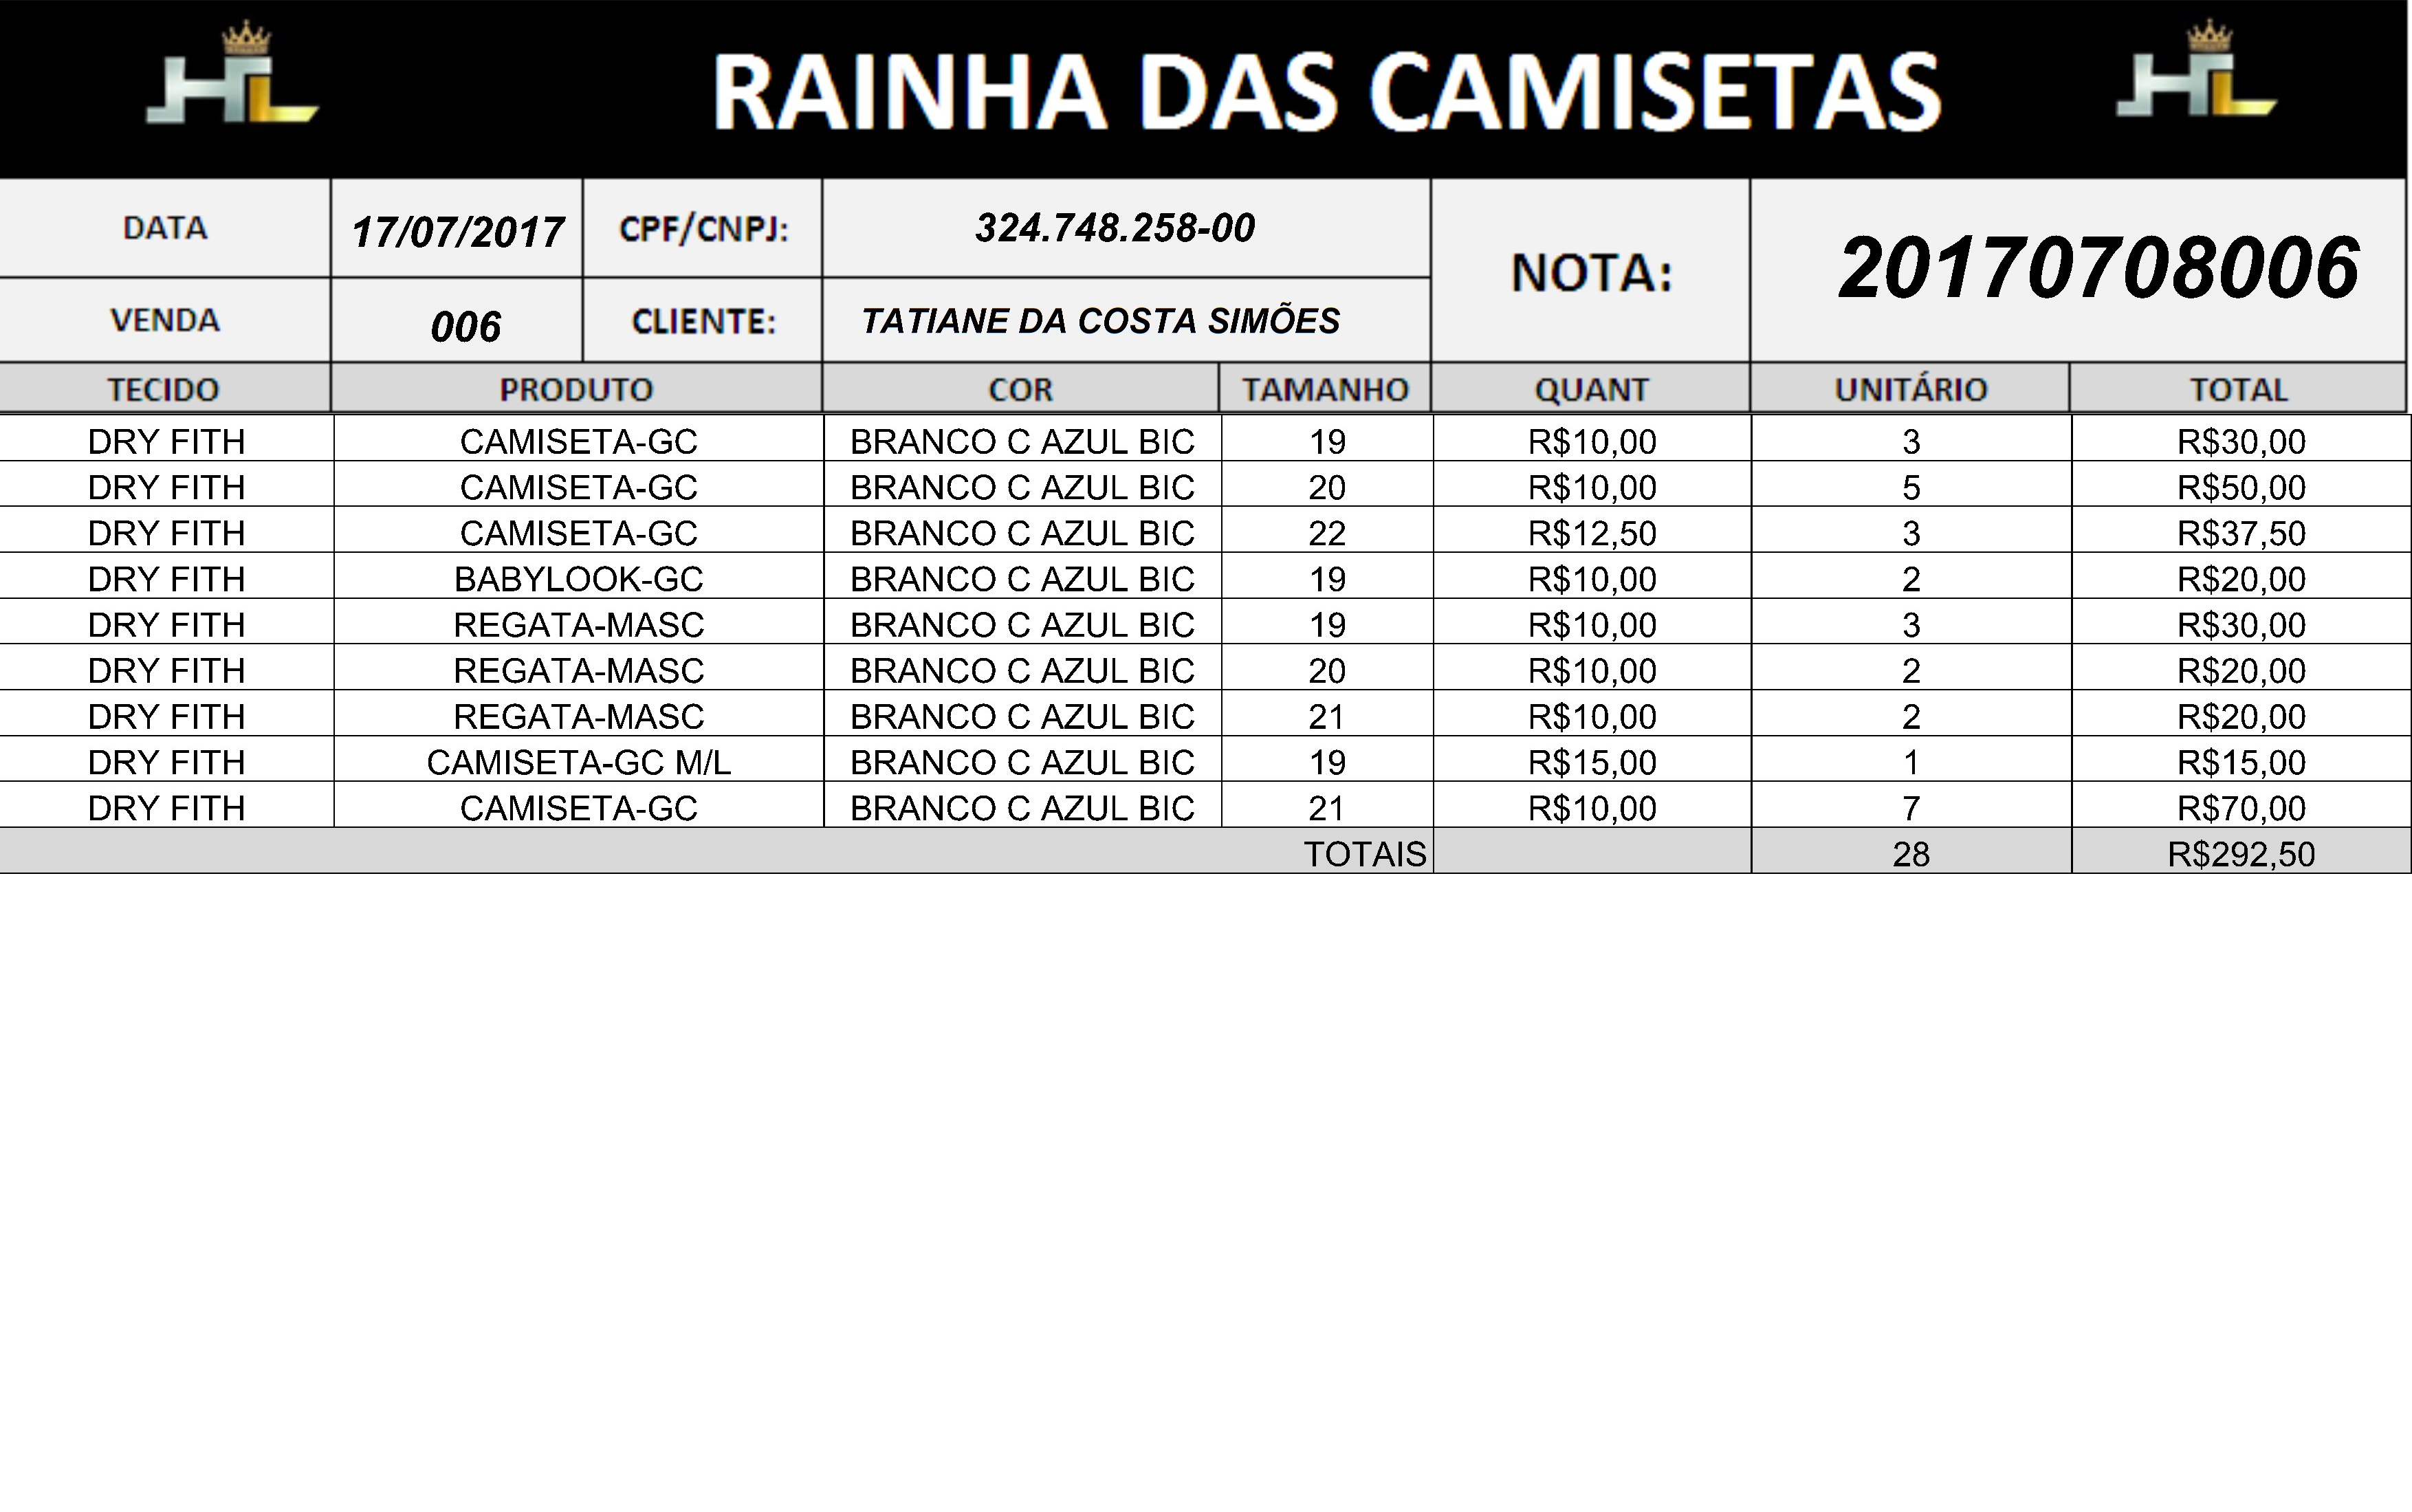 HL RAINHA DAS CAMISETAS HL
DATA 17/07/2017 CPF/CNPJ: 324.748.258-00 NOTA: 20170708006
VENDA 006 CLIENTE: TATIANE DA COSTA SIMÕES
TECIDO PRODUTO COR TAMANHO QUANT UNITÁRIO TOTAL
DRY FITH CAMISETA-GC BRANCO C AZUL BIC 19 R$10,00 3 R$30,00
DRY FITH CAMISETA-GC BRANCO C AZUL BIC 20 R$10,00 5 R$50,00
DRY FITH CAMISETA-GC BRANCO C AZUL BIC 22 R$12,50 3 R$37,50
DRY FITH BABYLOOK-GC BRANCO C AZUL BIC 19 R$10,00 2 R$20,00
DRY FITH REGATA-MASC BRANCO C AZUL BIC 19 R$10,00 3 R$30,00
DRY FITH REGATA-MASC BRANCO C AZUL BIC 20 R$10,00 2 R$20,00
DRY FITH REGATA-MASC BRANCO C AZUL BIC 21 R$10,00 2 R$20,00
DRY FITH CAMISETA-GC M/L BRANCO C AZUL BIC 19 R$15,00 1 R$15,00
DRY FITH CAMISETA-GC BRANCO C AZUL BIC 21 R$10,00 7 R$70,00
TOTAIS 28 R$292,50